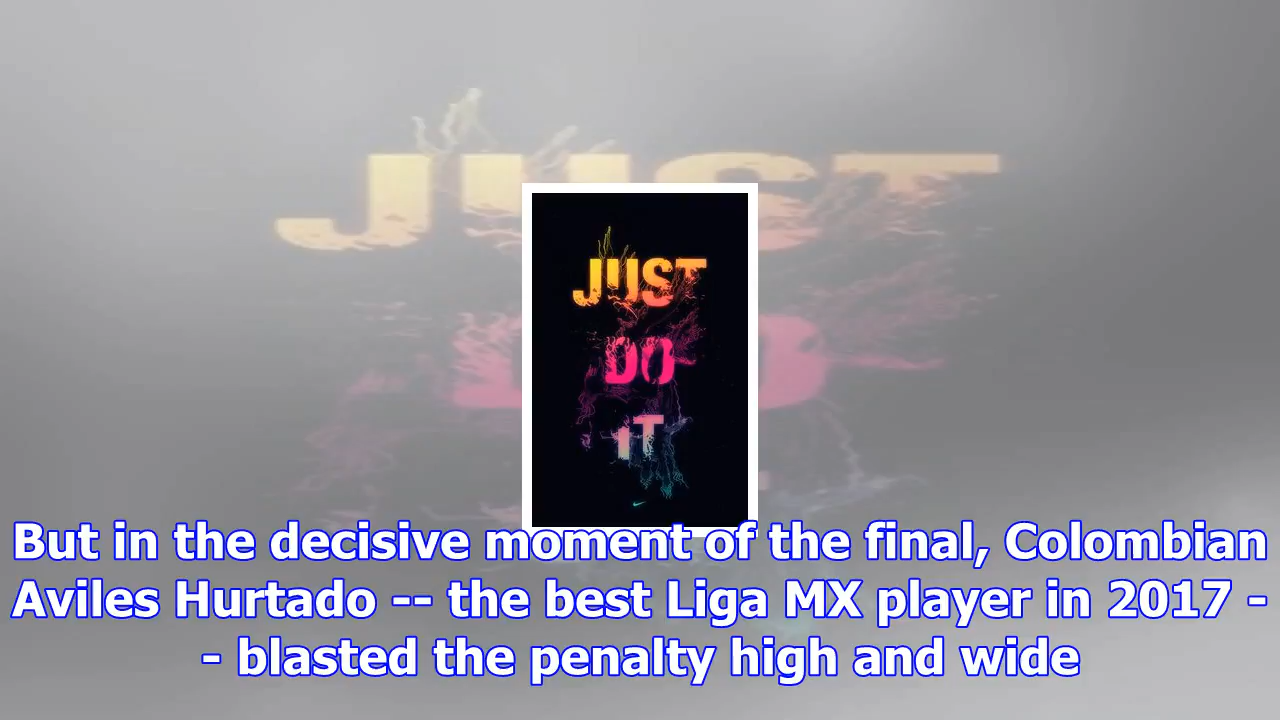 JUST
DO
iT
But in the decisive moment of the final, Colombian
Aviles Hurtado -- the best Liga MX player in 2017 -
- blasted the penalty high and wide